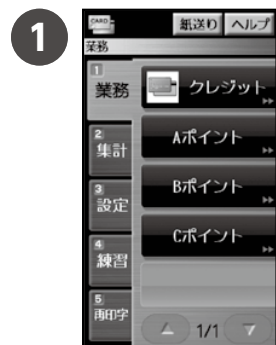 1
CARD
紙送り ヘルプ
業務
1
業務
クレジット
2
集計
Aポイント
3
設定
Bポイント
4
練習
Cポイント
5
再印字
1/1